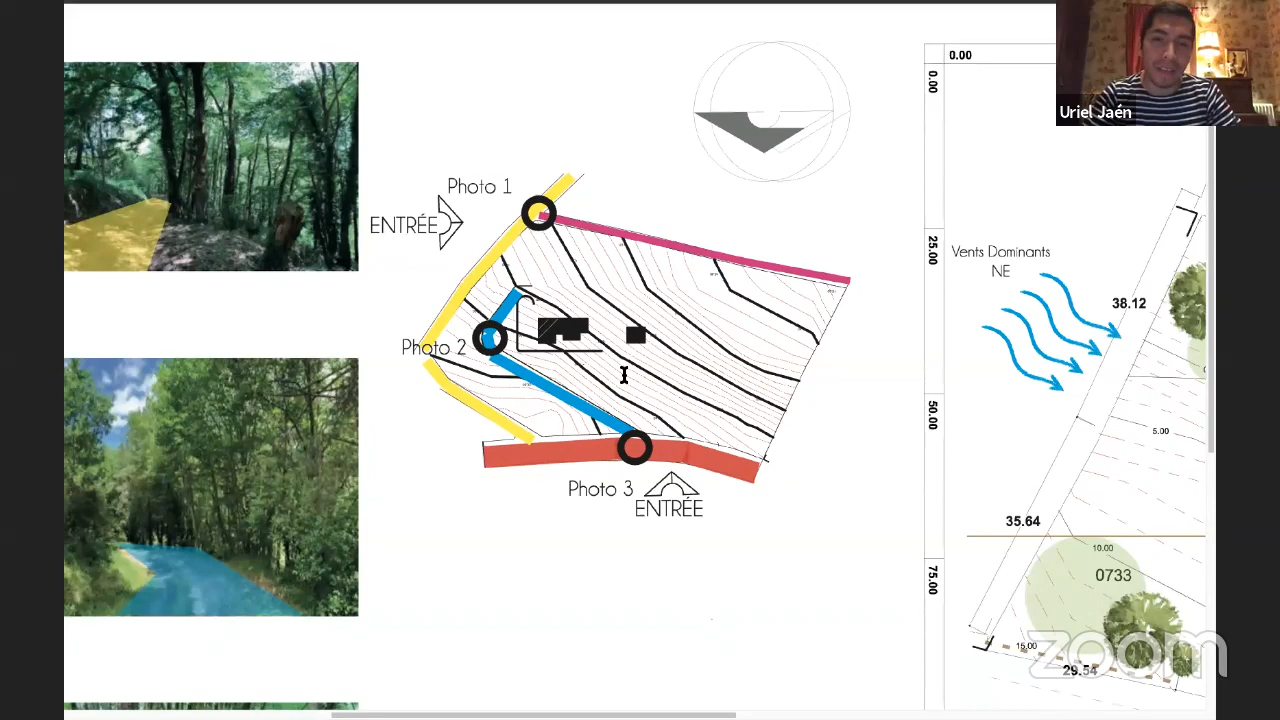 Uriel Jaén
0.00
0.00
Photo 1
ENTRÉE
25.00
Vents Dominants
NE
38.12
Photo 2
50.00
5.00
Photo 3
ENTRÉE
35.64
10.00
0733
75.00
15.00
29.54
zoom